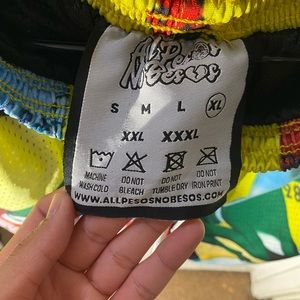 All Pesos
No Besos
S M L XL
XXL XXXL
MACHINE WASH COLD
DO NOT BLEACH
DO NOT TUMBLE DRY
DO NOT IRON PRINT
WWW.ALLPESOSNOBESOS.COM